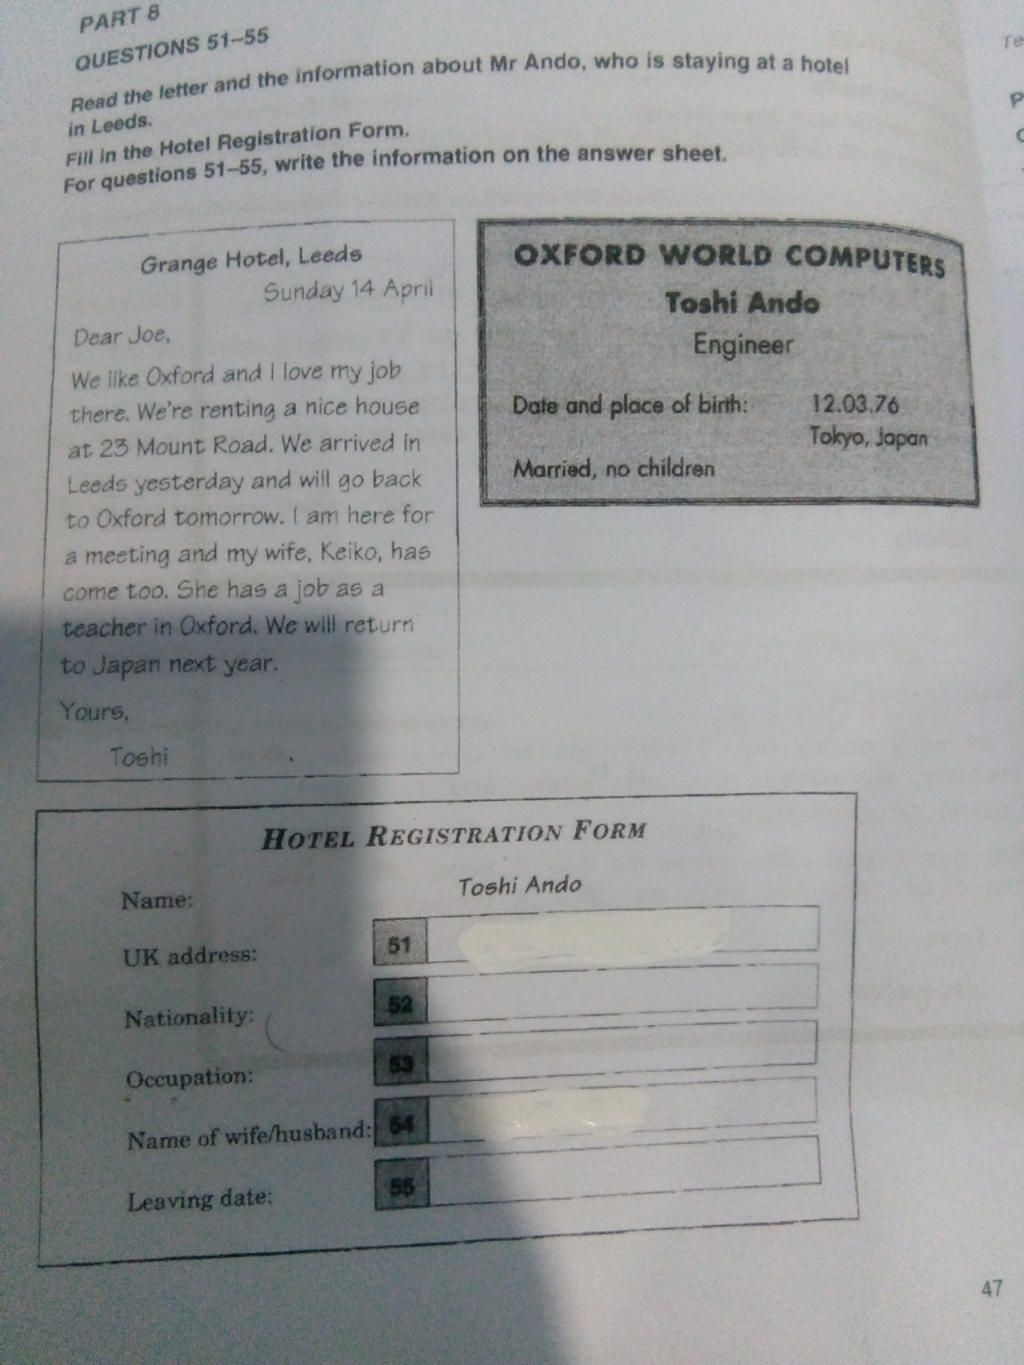 PART 8
QUESTIONS 51–55
Read the letter and the information about Mr Ando, who is staying at a hotel
in Leeds.
Fill in the Hotel Registration Form.
For questions 51–55, write the information on the answer sheet.
Grange Hotel, Leeds
Sunday 14 April
Dear Joe,
We like Oxford and I love my job
there. We're renting a nice house
at 23 Mount Road. We arrived in
Leeds yesterday and will go back
to Oxford tomorrow. I am here for
a meeting and my wife, Keiko, has
come too. She has a job as a
teacher in Oxford. We will return
to Japan next year.
Yours,
Toshi
OXFORD WORLD COMPUTERS
Toshi Ando
Engineer
Date and place of birth: 12.03.76
Tokyo, Japan
Married, no children
HOTEL REGISTRATION FORM
Name: Toshi Ando
UK address: 51
Nationality: 52
Occupation: 53
Name of wife/husband: 54
Leaving date: 55
47